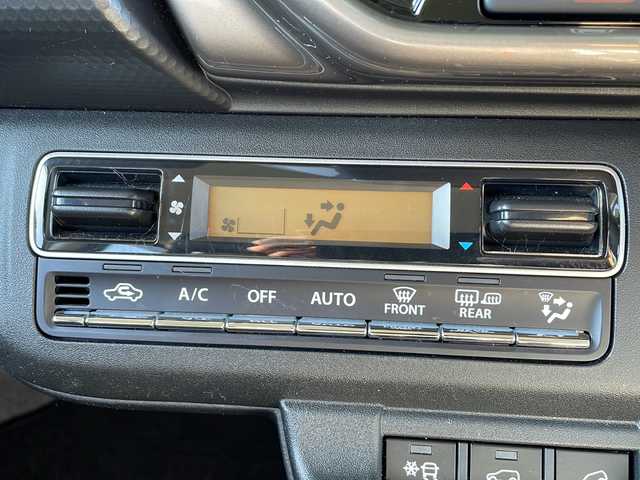 A/C OFF AUTO FRONT REAR